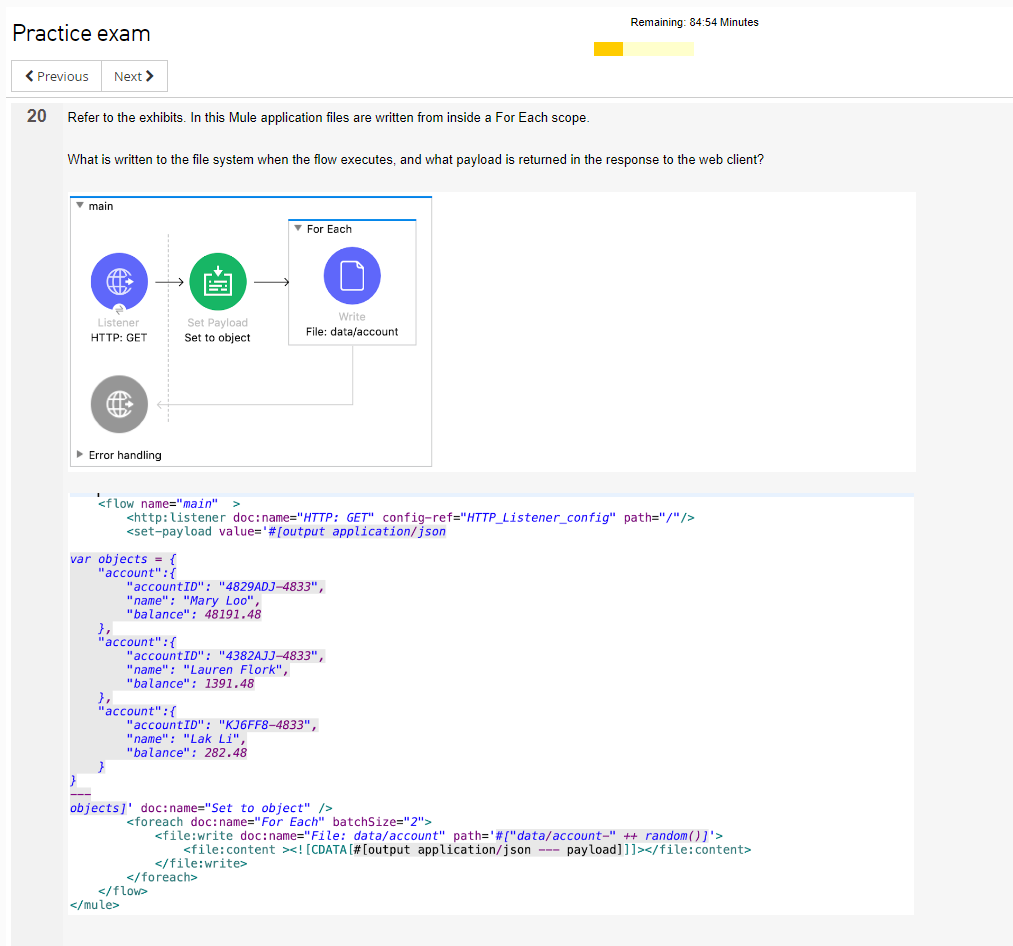 Practice exam
Remaining: 84:54 Minutes
Previous
Next
20
Refer to the exhibits. In this Mule application files are written from inside a For Each scope.
What is written to the file system when the flow executes, and what payload is returned in the response to the web client?
main
For Each
Listener
HTTP: GET
Set Payload
Set to object
Write
File: data/account
Error handling
<flow name="main"  >
<http:listener doc:name="HTTP: GET" config-ref="HTTP_Listener_config" path="/"/>
<set-payload value='#[output application/json
var objects = {
"account":{
"accountID": "4829ADJ-4833",
"name": "Mary Loo",
"balance": 48191.48
},
"account":{
"accountID": "4382AJJ-4833",
"name": "Lauren Flork",
"balance": 1391.48
},
"account":{
"accountID": "KJ6FF8-4833",
"name": "Lak Li",
"balance": 282.48
}
}
---
objects]' doc:name="Set to object" />
<foreach doc:name="For Each" batchSize="2">
<file:write doc:name="File: data/account" path='#["data/account-" ++ random()]'>
<file:content ><![CDATA[#[output application/json --- payload]]]></file:content>
</file:write>
</foreach>
</flow>
</mule>